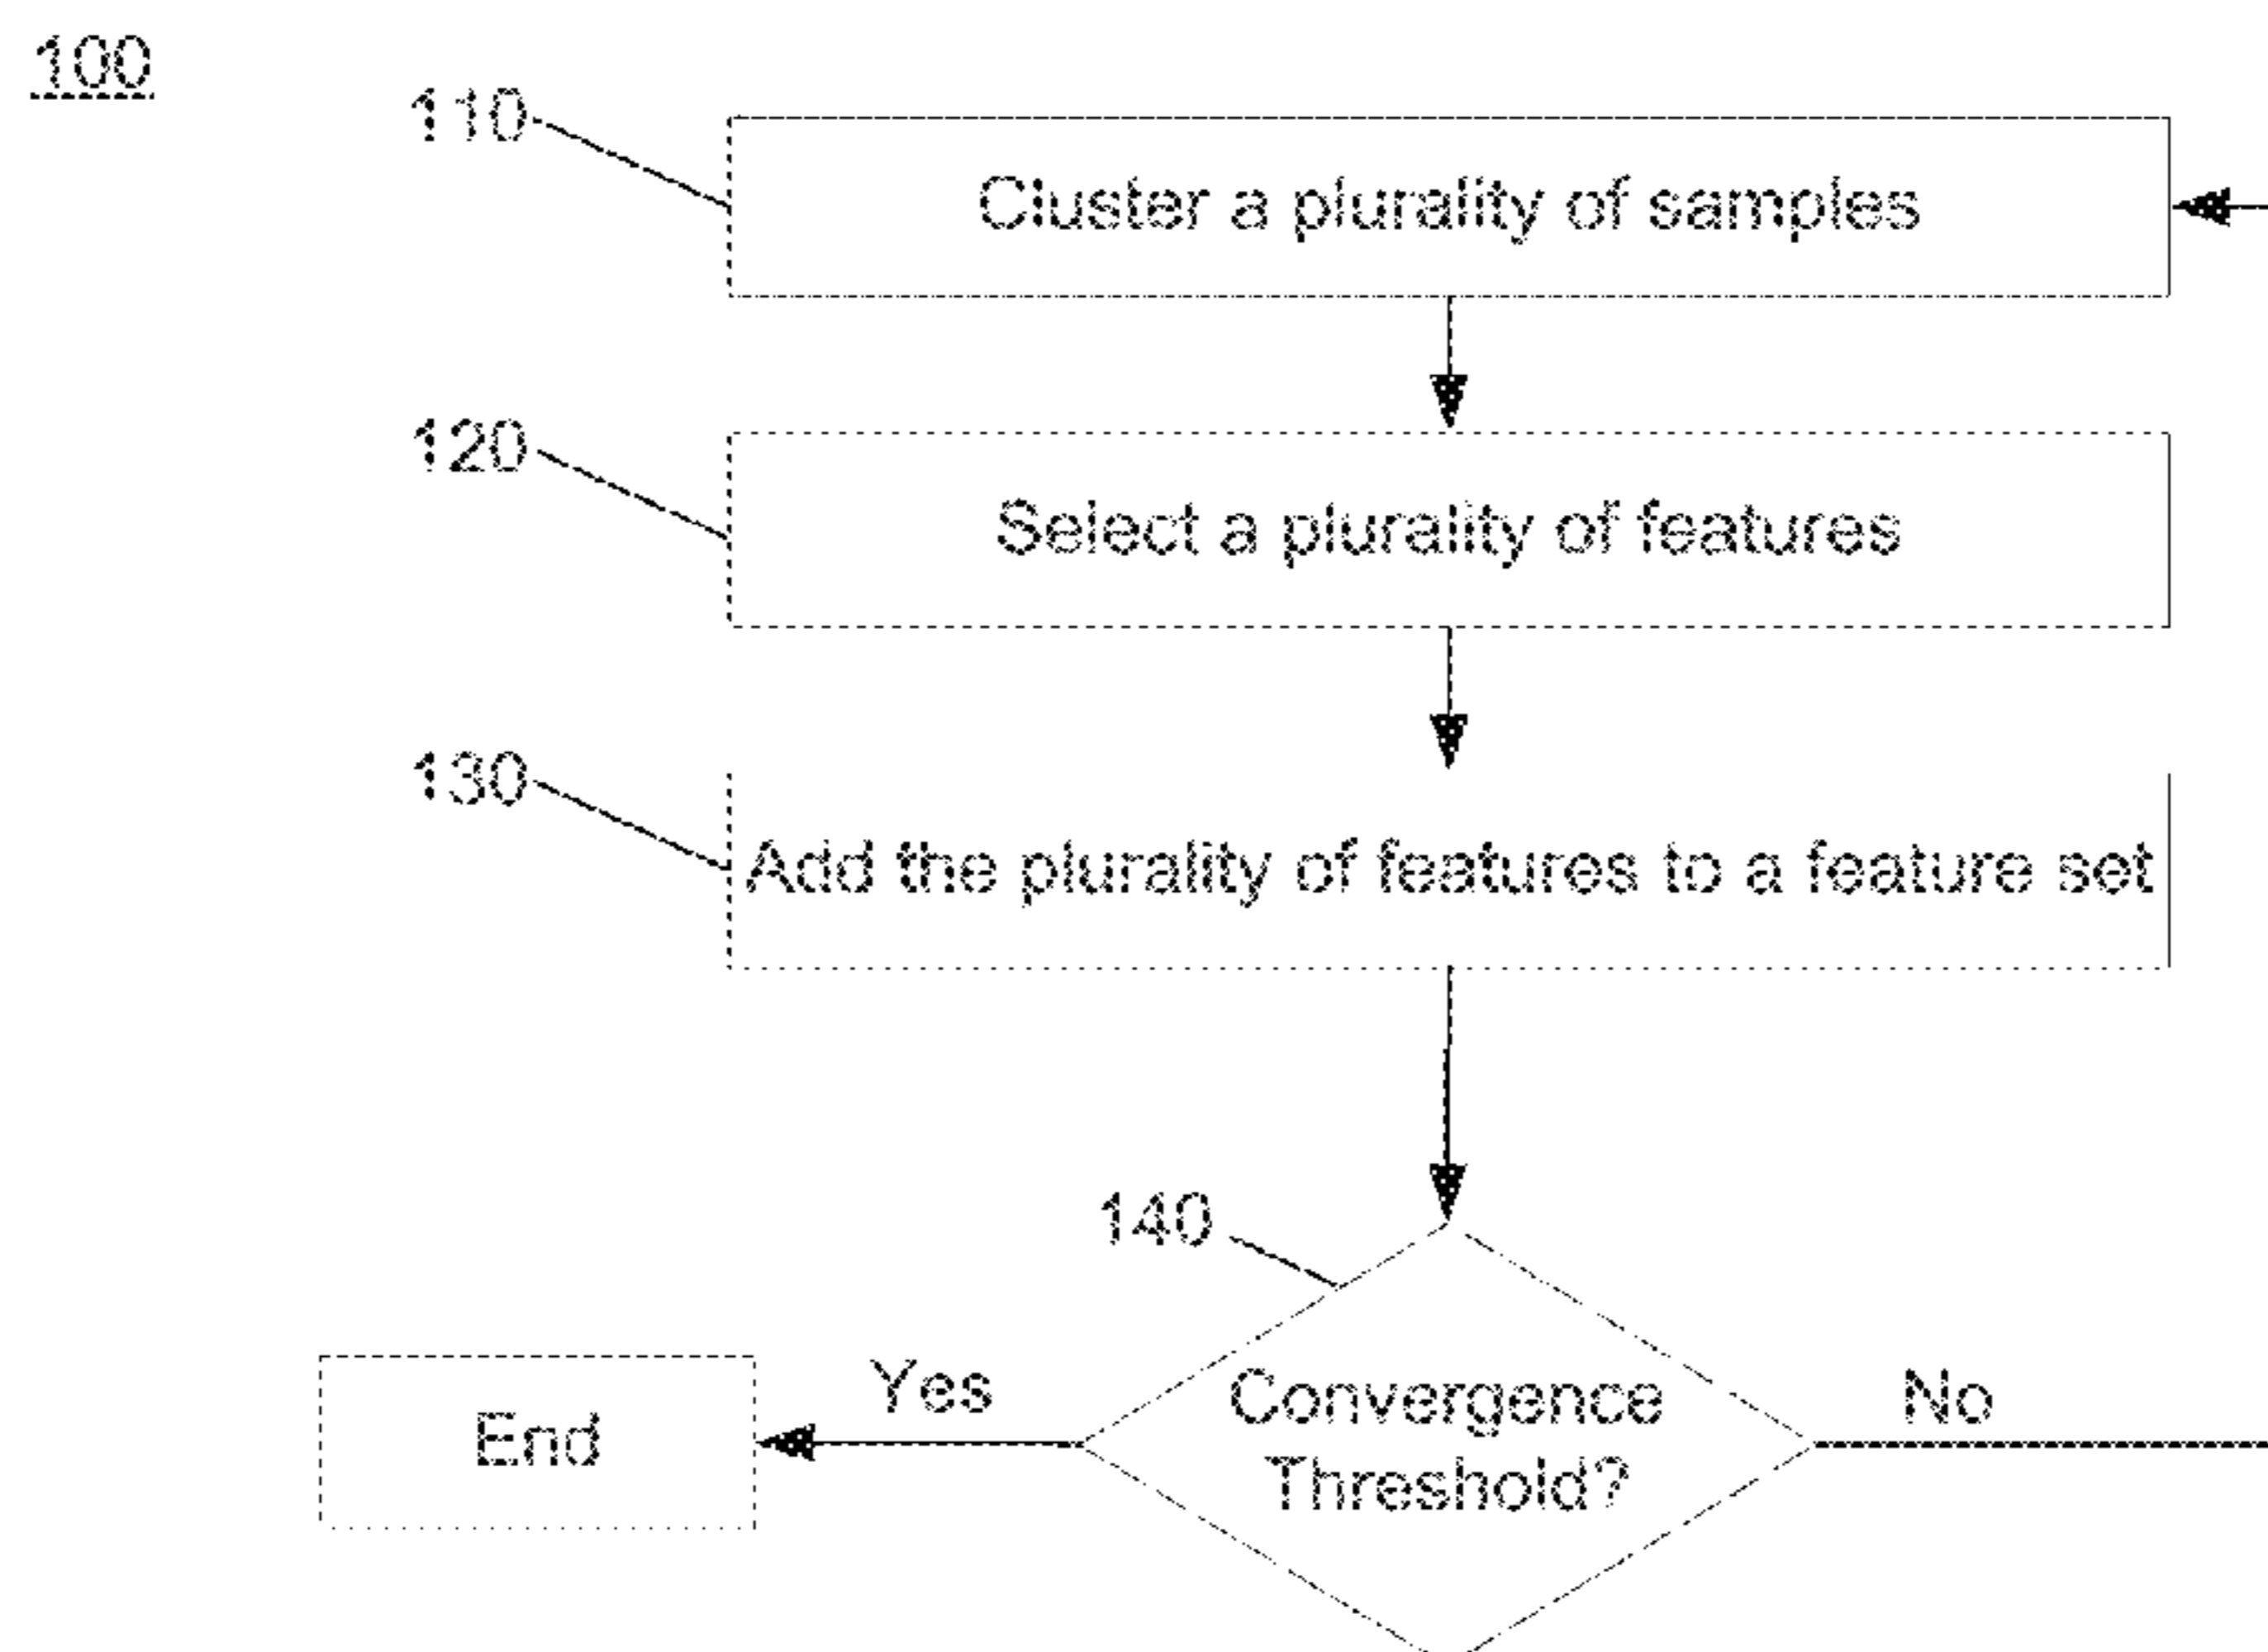 100
110
Cluster a plurality of samples
120
Select a plurality of features
130
Add the plurality of features to a feature set
140
Convergence
Threshold?
Yes
No
End